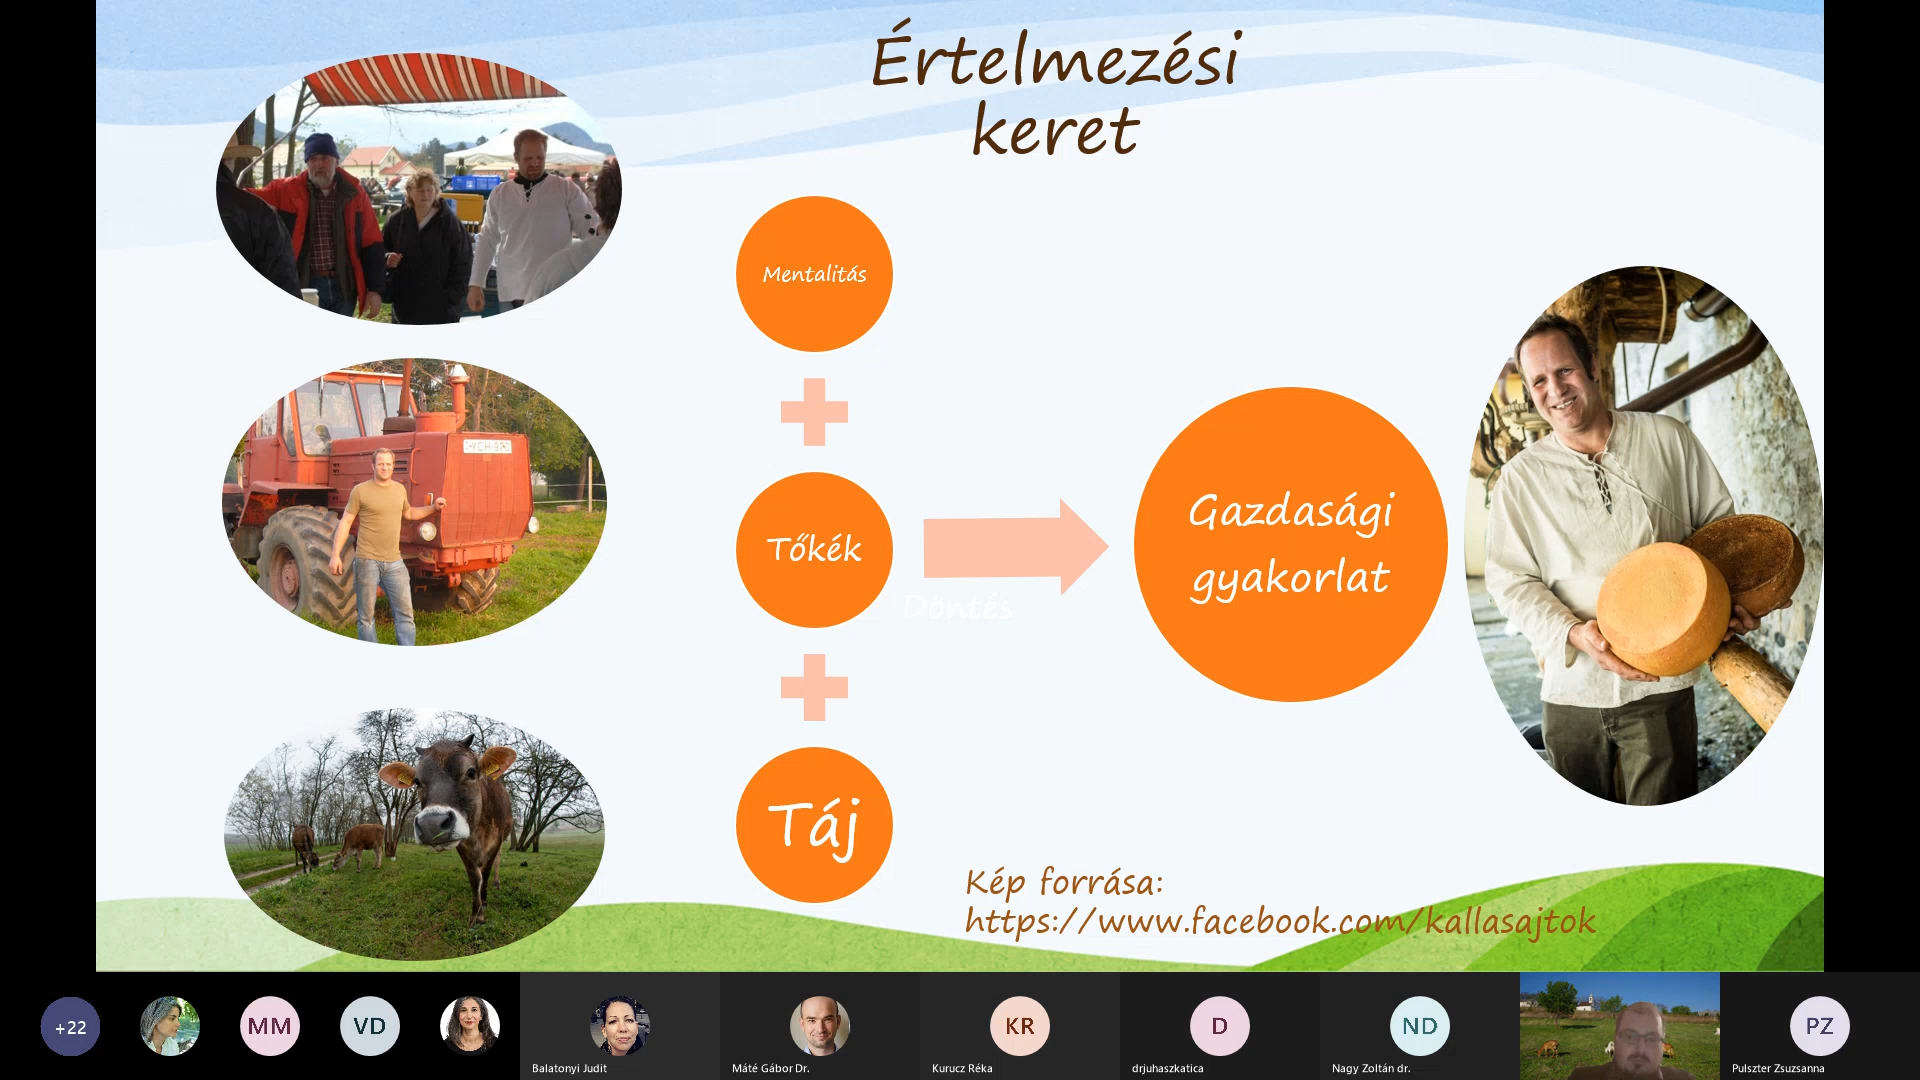 Értelmezési
keret
Mentalitás
Tőkék
Döntés
Táj
Gazdasági
gyakorlat
Kép forrása:
https://www.facebook.com/kallasajtok
+22
MM
VD
Balatonyi Judit
Máté Gábor Dr.
KR
Kurucz Réka
D
drjuhaszkatica
ND
Nagy Zoltán dr.
PZ
Pulszter Zsuzsanna